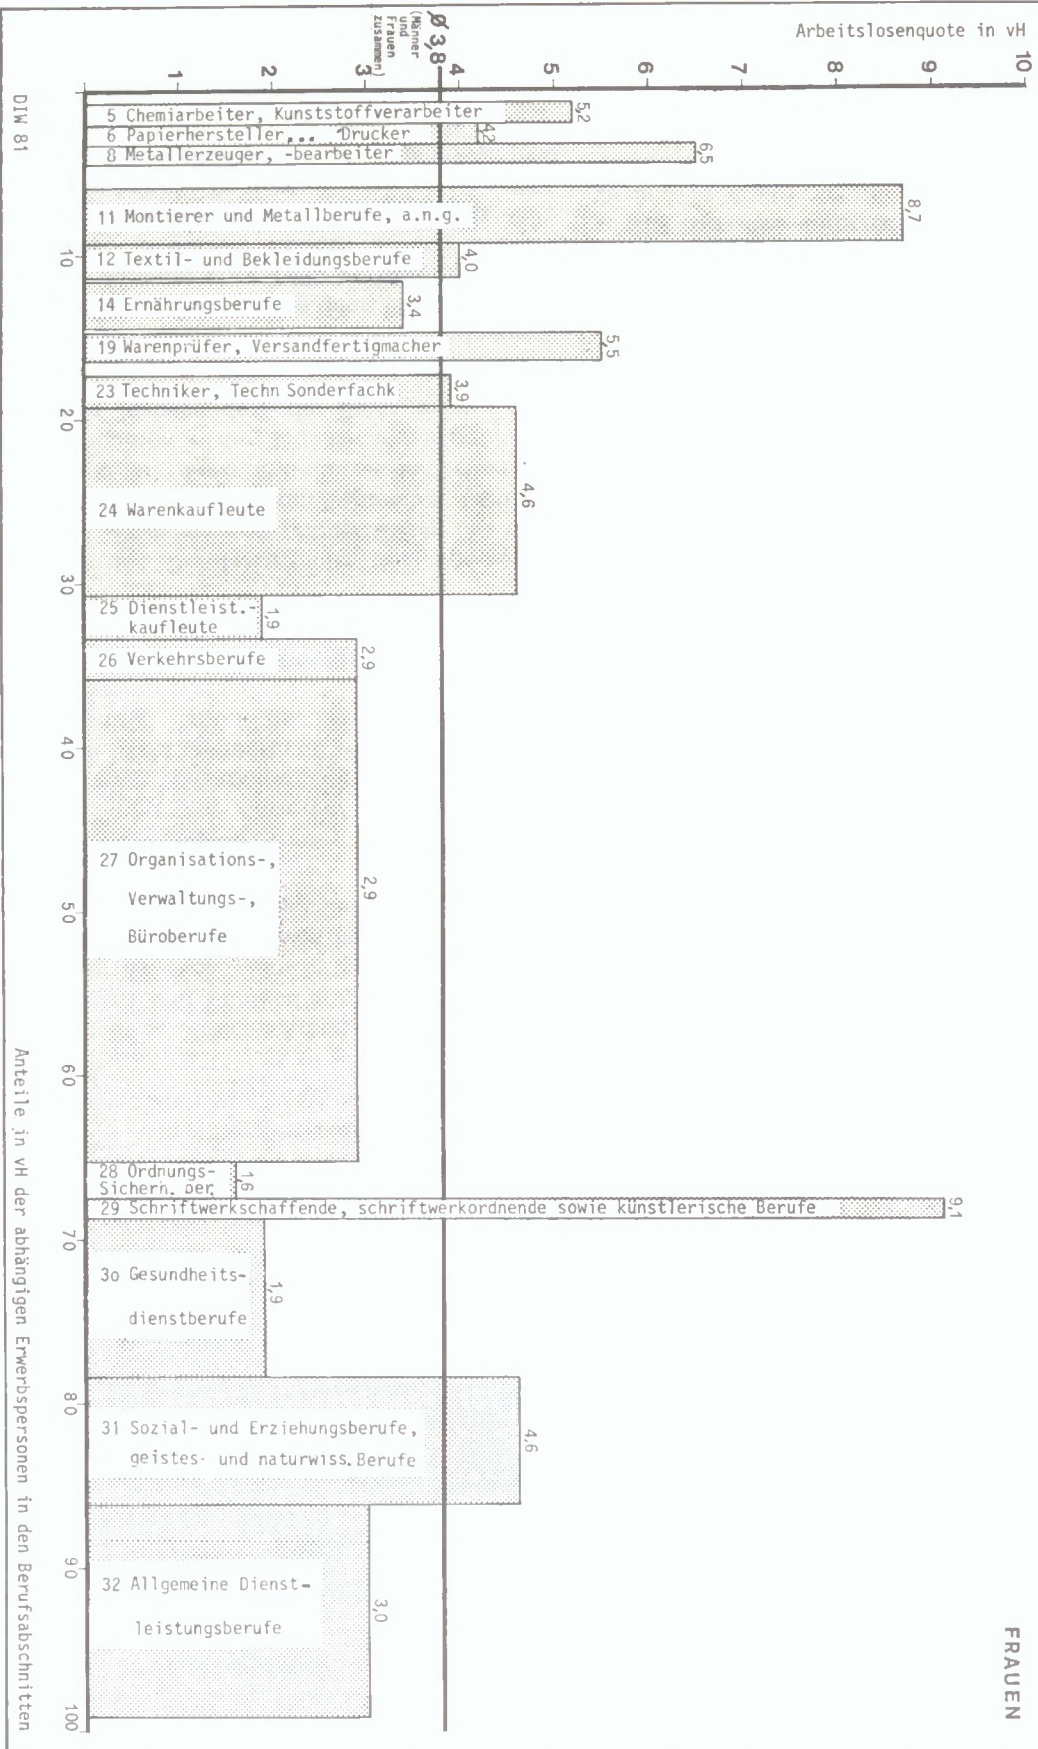 FRAUEN
Arbeitslosenquote in vH
10
9
8
7
6
5
4
Ø 3,8
(Männer
und
Frauen
zusammen)
3
2
1
5 Chemiarbeiter, Kunststoffverarbeiter
5,2
6 Papierhersteller,... Drucker
4,2
8 Metallerzeuger, -bearbeiter
6,5
11 Montierer und Metallberufe, a.n.g.
8,7
12 Textil- und Bekleidungsberufe
4,0
14 Ernährungsberufe
3,4
19 Warenprüfer, Versandfertigmacher
5,5
23 Techniker, Techn Sonderfachk
3,9
24 Warenkaufleute
4,6
25 Dienstleist.-
kaufleute
1,9
26 Verkehrsberufe
2,9
27 Organisations-,
Verwaltungs-,
Büroberufe
2,9
28 Ordnungs-
Sichern. Ber.
1,6
29 Schriftwerkschaffende, schriftwerkordnende sowie künstlerische Berufe
9,1
30 Gesundheits-
dienstberufe
1,9
31 Sozial- und Erziehungsberufe,
geistes- und naturwiss. Berufe
4,6
32 Allgemeine Dienst-
leistungsberufe
3,0
10
20
30
40
50
60
70
80
90
100
Anteile in vH der abhängigen Erwerbspersonen in den Berufsabschnitten
DIW 81